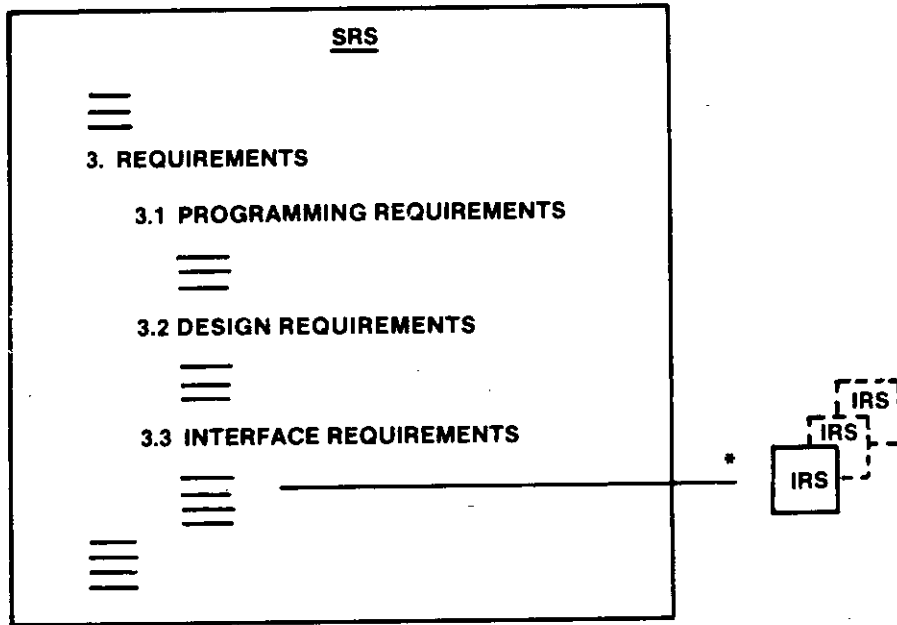 SRS
3. REQUIREMENTS
3.1 PROGRAMMING REQUIREMENTS
3.2 DESIGN REQUIREMENTS
IRS
3.3 INTERFACE REQUIREMENTS
IRS
*
IRS